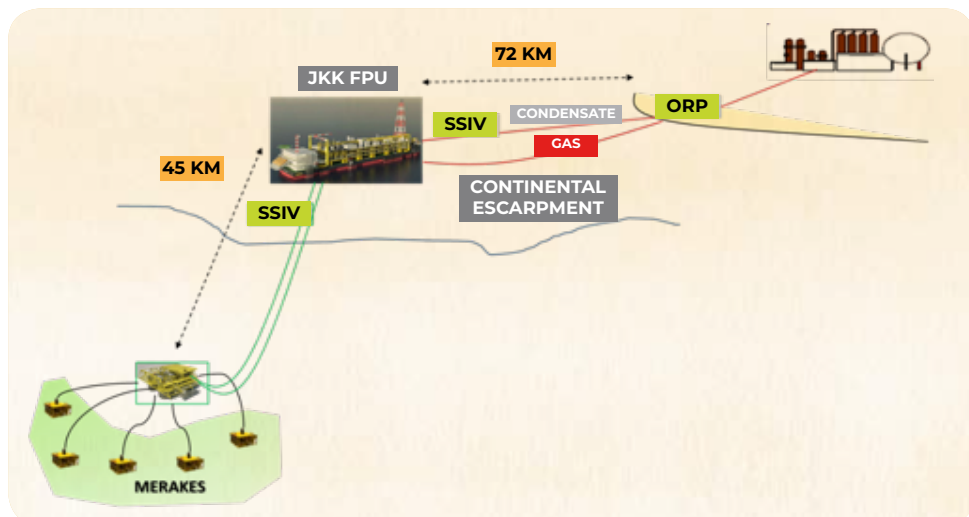 72 KM
JKK FPU
SSIV
CONDENSATE
ORP
GAS
45 KM
CONTINENTAL
ESCARPMENT
SSIV
MERAKES